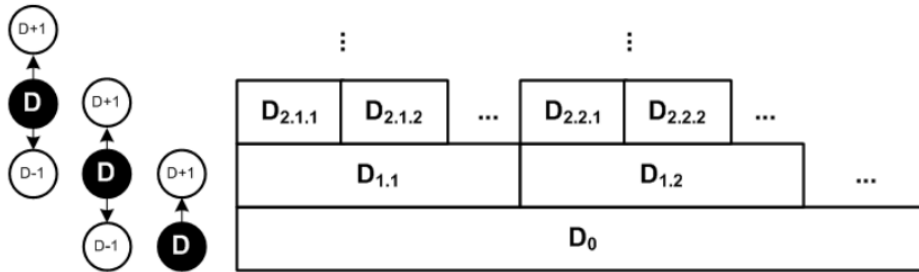 D+1
⋮ ⋮
D D+1 D2.1.1 D2.1.2 ... D2.2.1 D2.2.2 ...
D-1 D D+1 D1.1 D1.2 ...
D-1 D D0